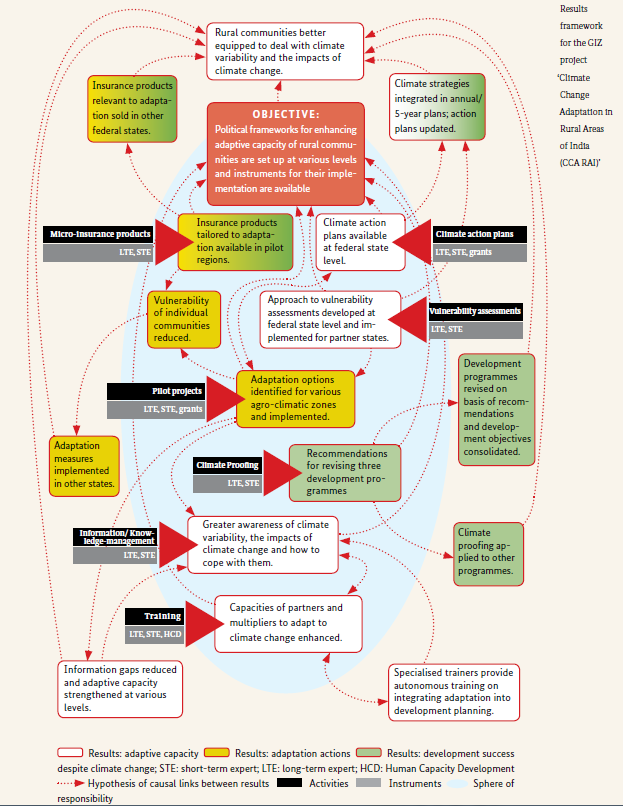 Rural communities better
equipped to deal with climate
variability and the impacts of
climate change.
Results
framework
for the GIZ
project
‘Climate
Change
Adaptation in
Rural Areas
of India
(CCA RAI)’
Insurance products
relevant to adapta-
tion sold in other
federal states.
Climate strategies
integrated in annual/
5-year plans; action
plans updated.
OBJECTIVE:
Political frameworks for enhancing
adaptive capacity of rural commu-
nities are set up at various levels
and instruments for their imple-
mentation are available
Micro-insurance products
LTE, STE
Insurance products
tailored to adapta-
tion available in pilot
regions.
Climate action
plans available
at federal state
level.
Climate action plans
LTE, STE, grants
Vulnerability
of individual
communities
reduced.
Approach to vulnerability
assessments developed at
federal state level and im-
plemented for partner states.
Vulnerability assessments
LTE, STE
Pilot projects
LTE, STE, grants
Adaptation options
identified for various
agro-climatic zones
and implemented.
Development
programmes
revised on
basis of recom-
mendations
and develop-
ment objectives
consolidated.
Adaptation
measures
implemented
in other states.
Climate Proofing
LTE, STE
Recommendations
for revising three
development pro-
grammes
Information/ Know-
ledge-management
LTE, STE
Greater awareness of climate
variability, the impacts of
climate change and how to
cope with them.
Climate
proofing ap-
plied to other
programmes.
Training
LTE, STE, HCD
Capacities of partners and
multipliers to adapt to
climate change enhanced.
Information gaps reduced
and adaptive capacity
strengthened at various
levels.
Specialised trainers provide
autonomous training on
integrating adaptation into
development planning.
Results: adaptive capacity Results: adaptation actions Results: development success
despite climate change; STE: short-term expert; LTE: long-term expert; HCD: Human Capacity Development
Hypothesis of causal links between results Activities Instruments Sphere of
responsibility